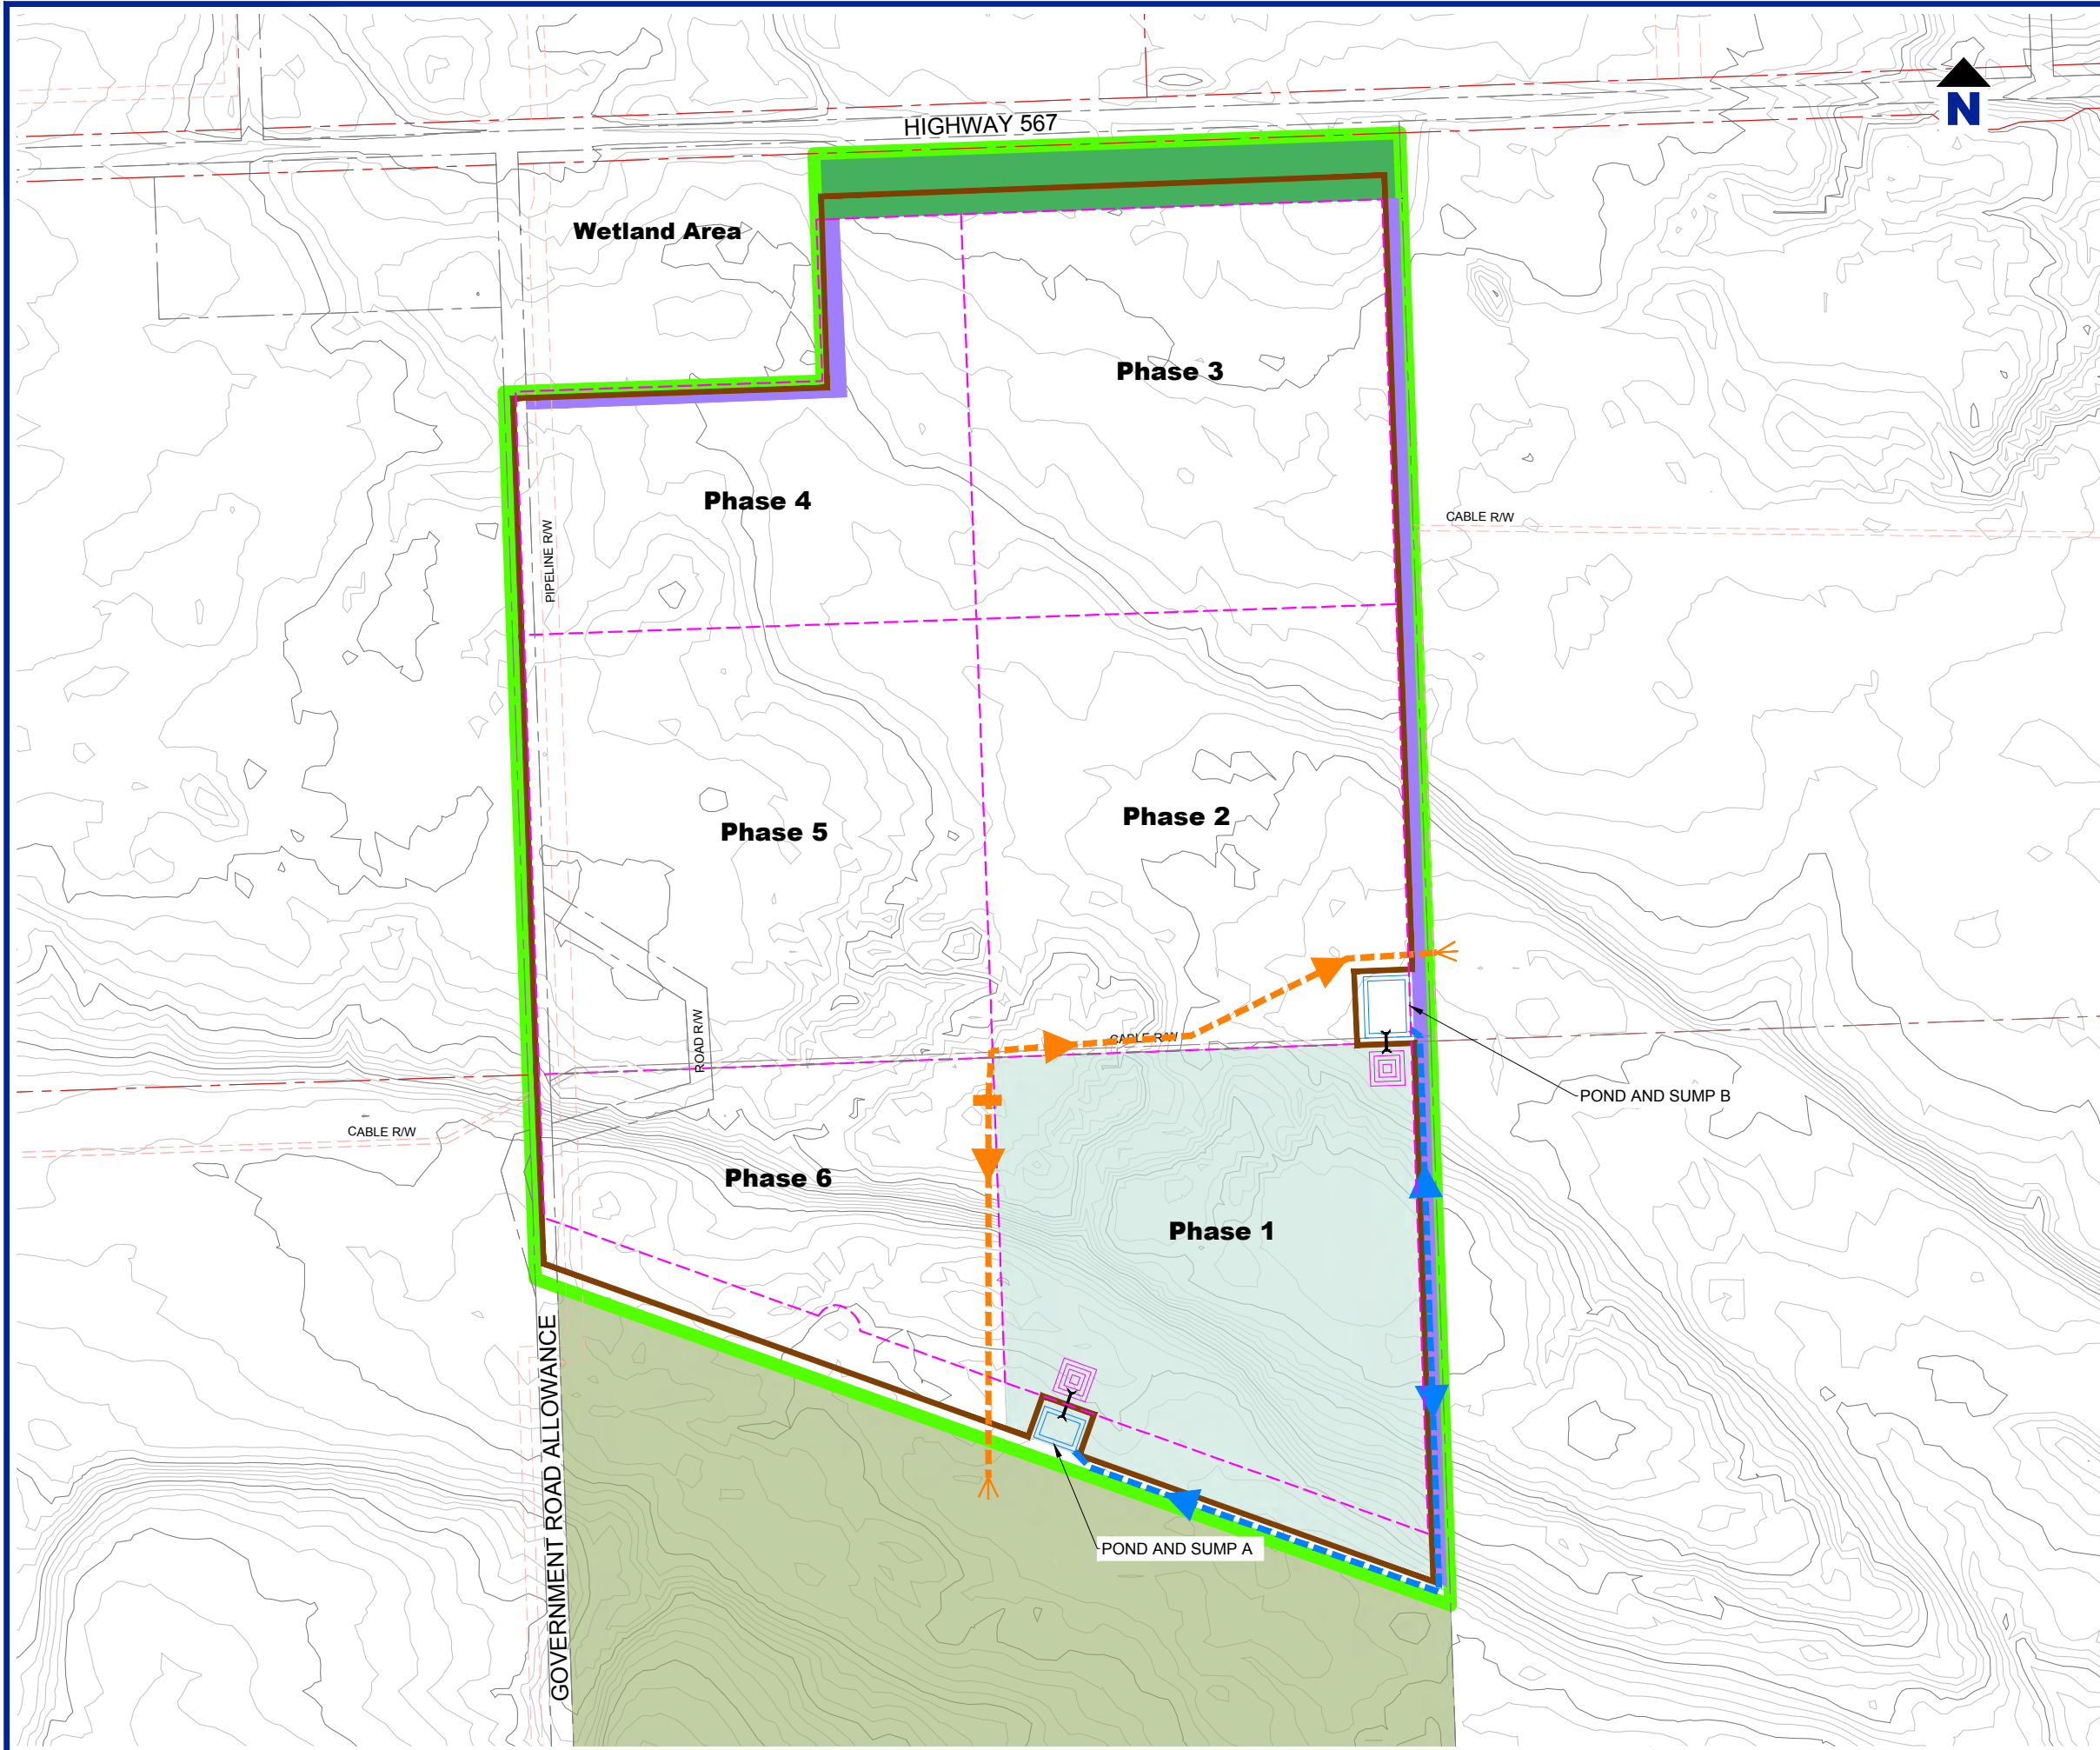 HIGHWAY 567
N
Wetland Area
Phase 3
Phase 4
CABLE R/W
PIPELINE R/W
Phase 2
Phase 5
ROAD R/W
CABLE R/W
POND AND SUMP B
CABLE R/W
Phase 6
Phase 1
GOVERNMENT ROAD ALLOWANCE
POND AND SUMP A